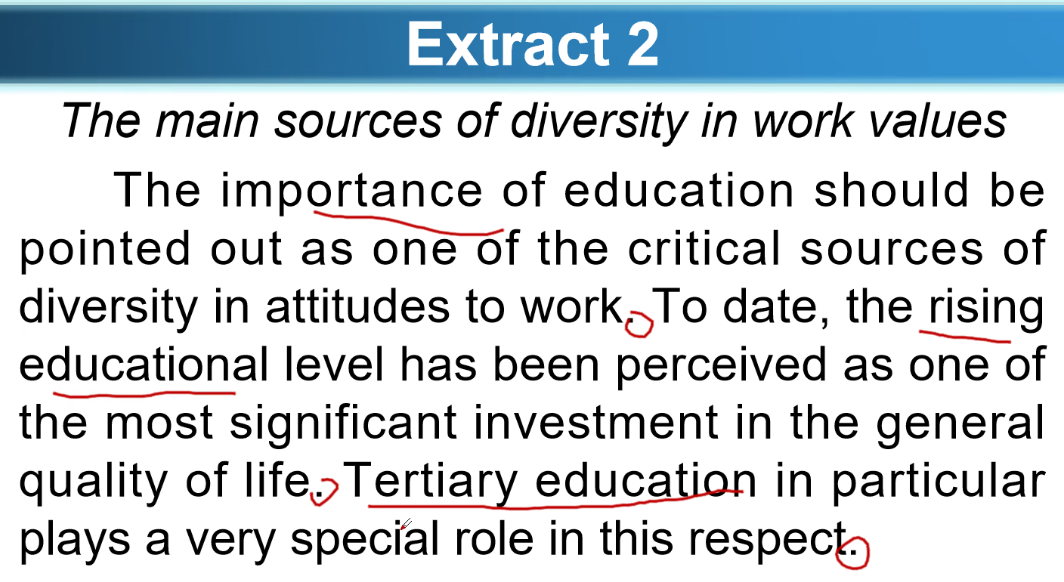 Extract 2
The main sources of diversity in work values
The importance of education should be
pointed out as one of the critical sources of
diversity in attitudes to work. To date, the rising
educational level has been perceived as one of
the most significant investment in the general
quality of life. Tertiary education in particular
plays a very special role in this respect.